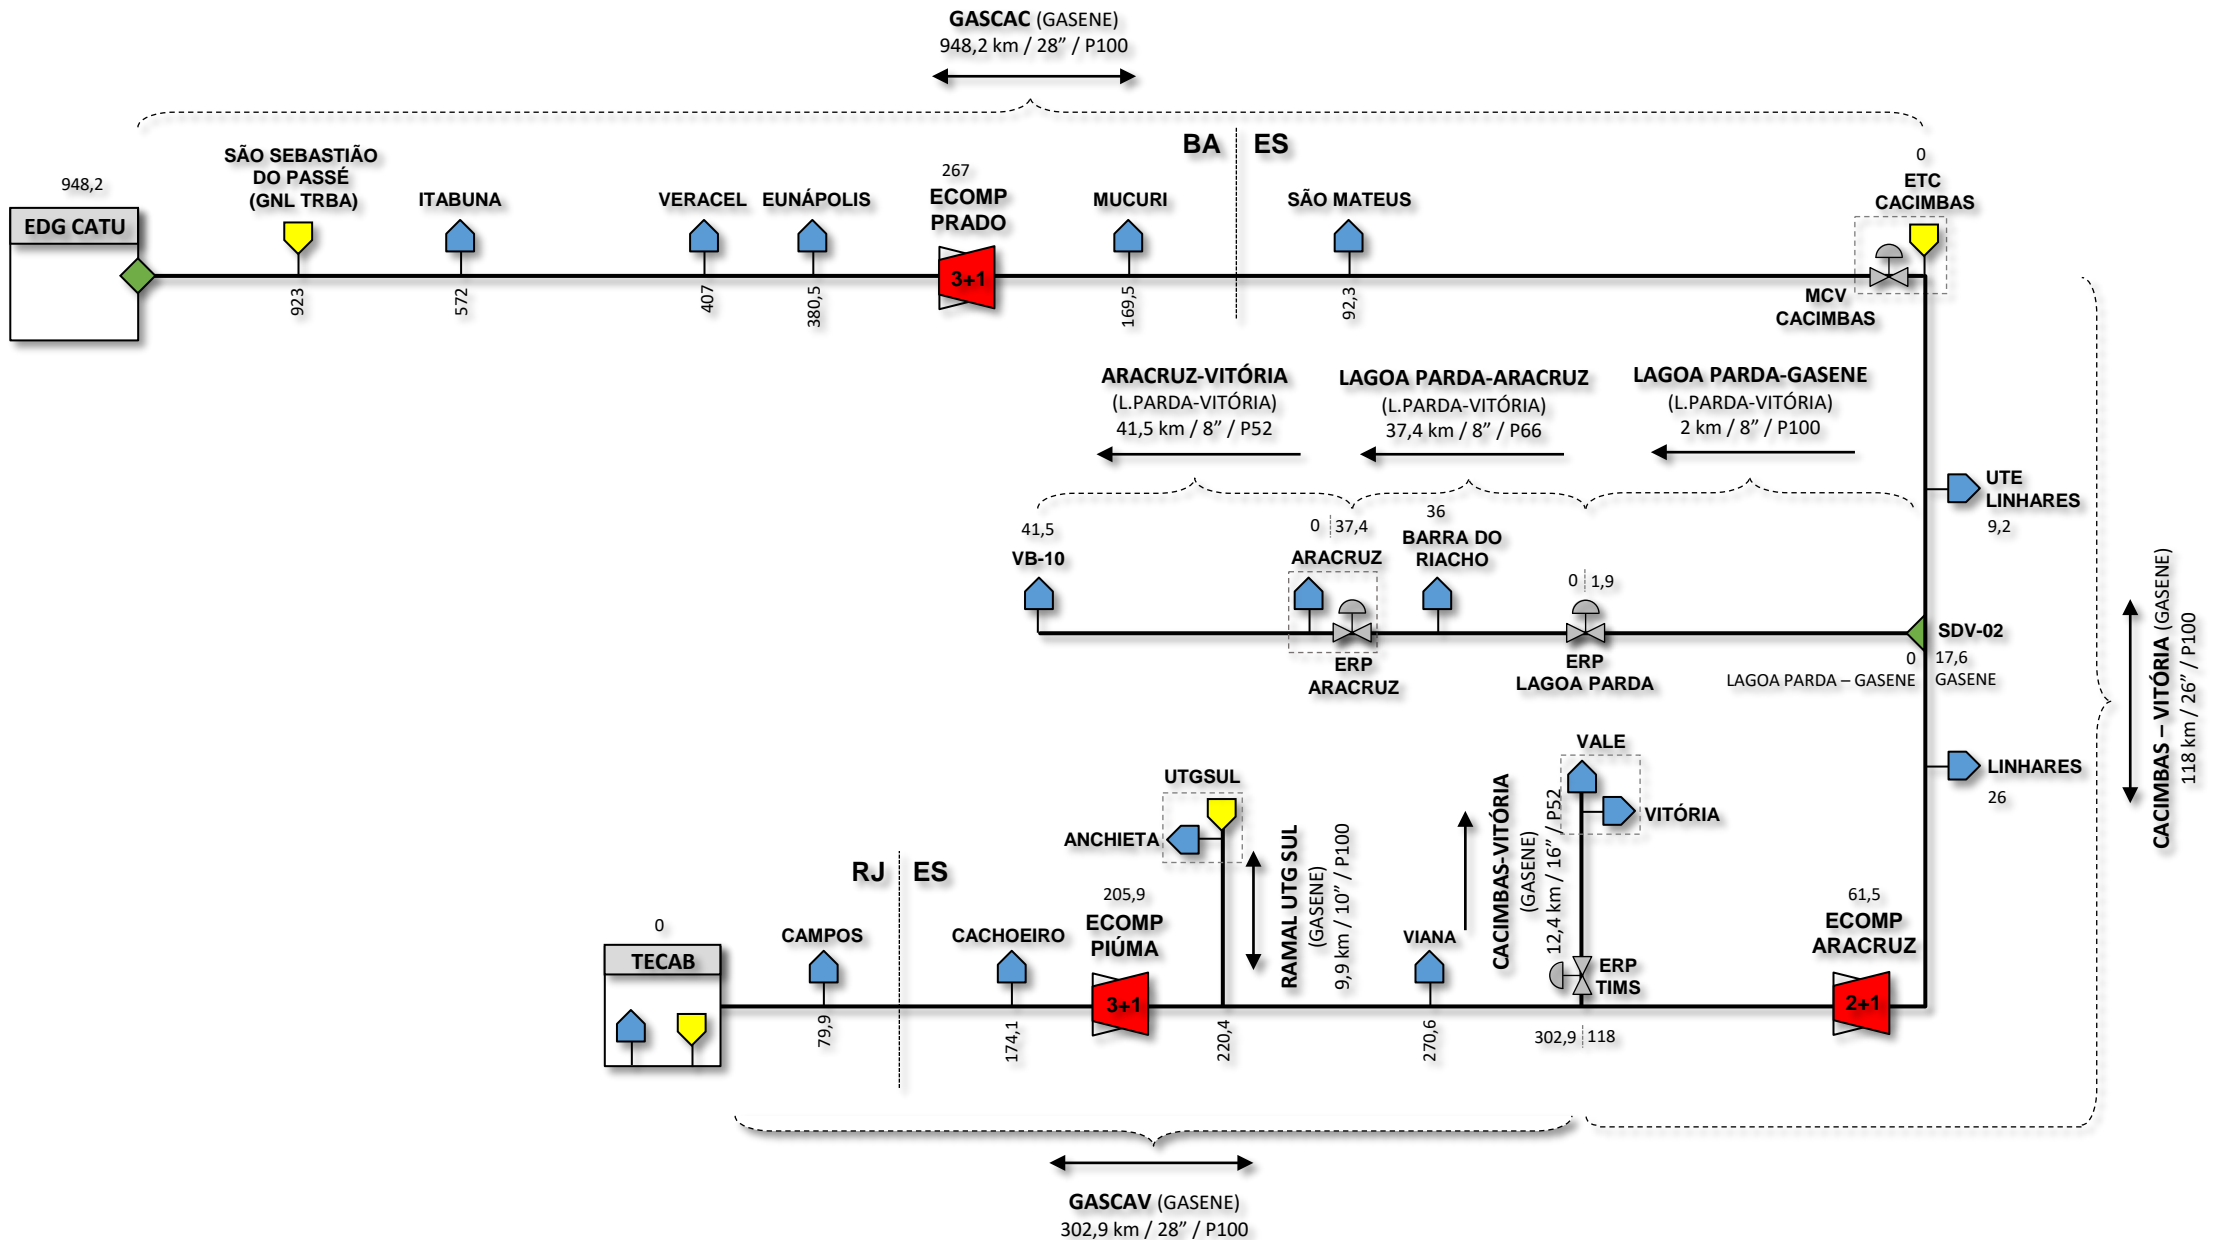 GASCAC (GASENE)
948,2 km / 28” / P100
BA
ES
948,2
EDG CATU
SÃO SEBASTIÃO
DO PASSÉ
(GNL TRBA)
923
ITABUNA
572
VERACEL
407
EUNÁPOLIS
380,5
267
ECOMP
PRADO
3+1
MUCURI
169,5
SÃO MATEUS
92,3
0
ETC
CACIMBAS
MCV
CACIMBAS
ARACRUZ-VITÓRIA
(L.PARDA-VITÓRIA)
41,5 km / 8” / P52
LAGOA PARDA-ARACRUZ
(L.PARDA-VITÓRIA)
37,4 km / 8” / P66
LAGOA PARDA-GASENE
(L.PARDA-VITÓRIA)
2 km / 8” / P100
UTE
LINHARES
9,2
41,5
VB-10
0 37,4
ARACRUZ
ERP
ARACRUZ
36
BARRA DO
RIACHO
0 1,9
ERP
LAGOA PARDA
SDV-02
0 17,6
LAGOA PARDA – GASENE GASENE
CACIMBAS – VITÓRIA (GASENE)
118 km / 26” / P100
LINHARES
26
VALE
VITÓRIA
UTGSUL
ANCHIETA
RAMAL UTG SUL
(GASENE)
9,9 km / 10” / P100
CACIMBAS-VITÓRIA
(GASENE)
12,4 km / 16” / P52
ERP
TIMS
RJ
ES
0
TECAB
CAMPOS
79,9
CACHOEIRO
174,1
205,9
ECOMP
PIÚMA
3+1
220,4
VIANA
270,6
302,9 118
61,5
ECOMP
ARACRUZ
2+1
GASCAV (GASENE)
302,9 km / 28” / P100